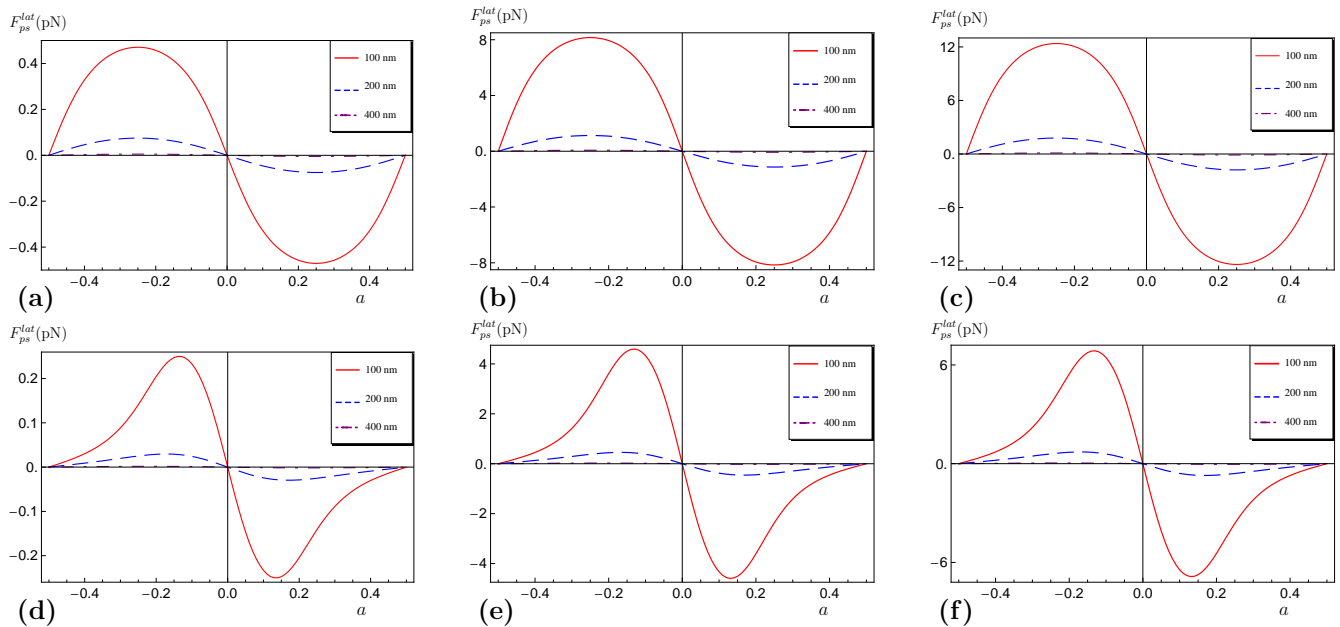 F_{ps}^{lat}(pN)
0.4
0.2
0.
−0.2
−0.4
−0.4 −0.2 0.0 0.2 0.4
100 nm
200 nm
400 nm
(a)
a
F_{ps}^{lat}(pN)
8
4
0.
−4
−8
−0.4 −0.2 0.0 0.2 0.4
100 nm
200 nm
400 nm
(b)
a
F_{ps}^{lat}(pN)
12
6
0.
−6
−12
−0.4 −0.2 0.0 0.2 0.4
100 nm
200 nm
400 nm
(c)
a
F_{ps}^{lat}(pN)
0.2
0.1
0.
−0.1
−0.2
−0.4 −0.2 0.0 0.2 0.4
100 nm
200 nm
400 nm
(d)
a
F_{ps}^{lat}(pN)
4
2
0.
−2
−4
−0.4 −0.2 0.0 0.2 0.4
100 nm
200 nm
400 nm
(e)
a
F_{ps}^{lat}(pN)
6
0.
−6
−0.4 −0.2 0.0 0.2 0.4
100 nm
200 nm
400 nm
(f)
a